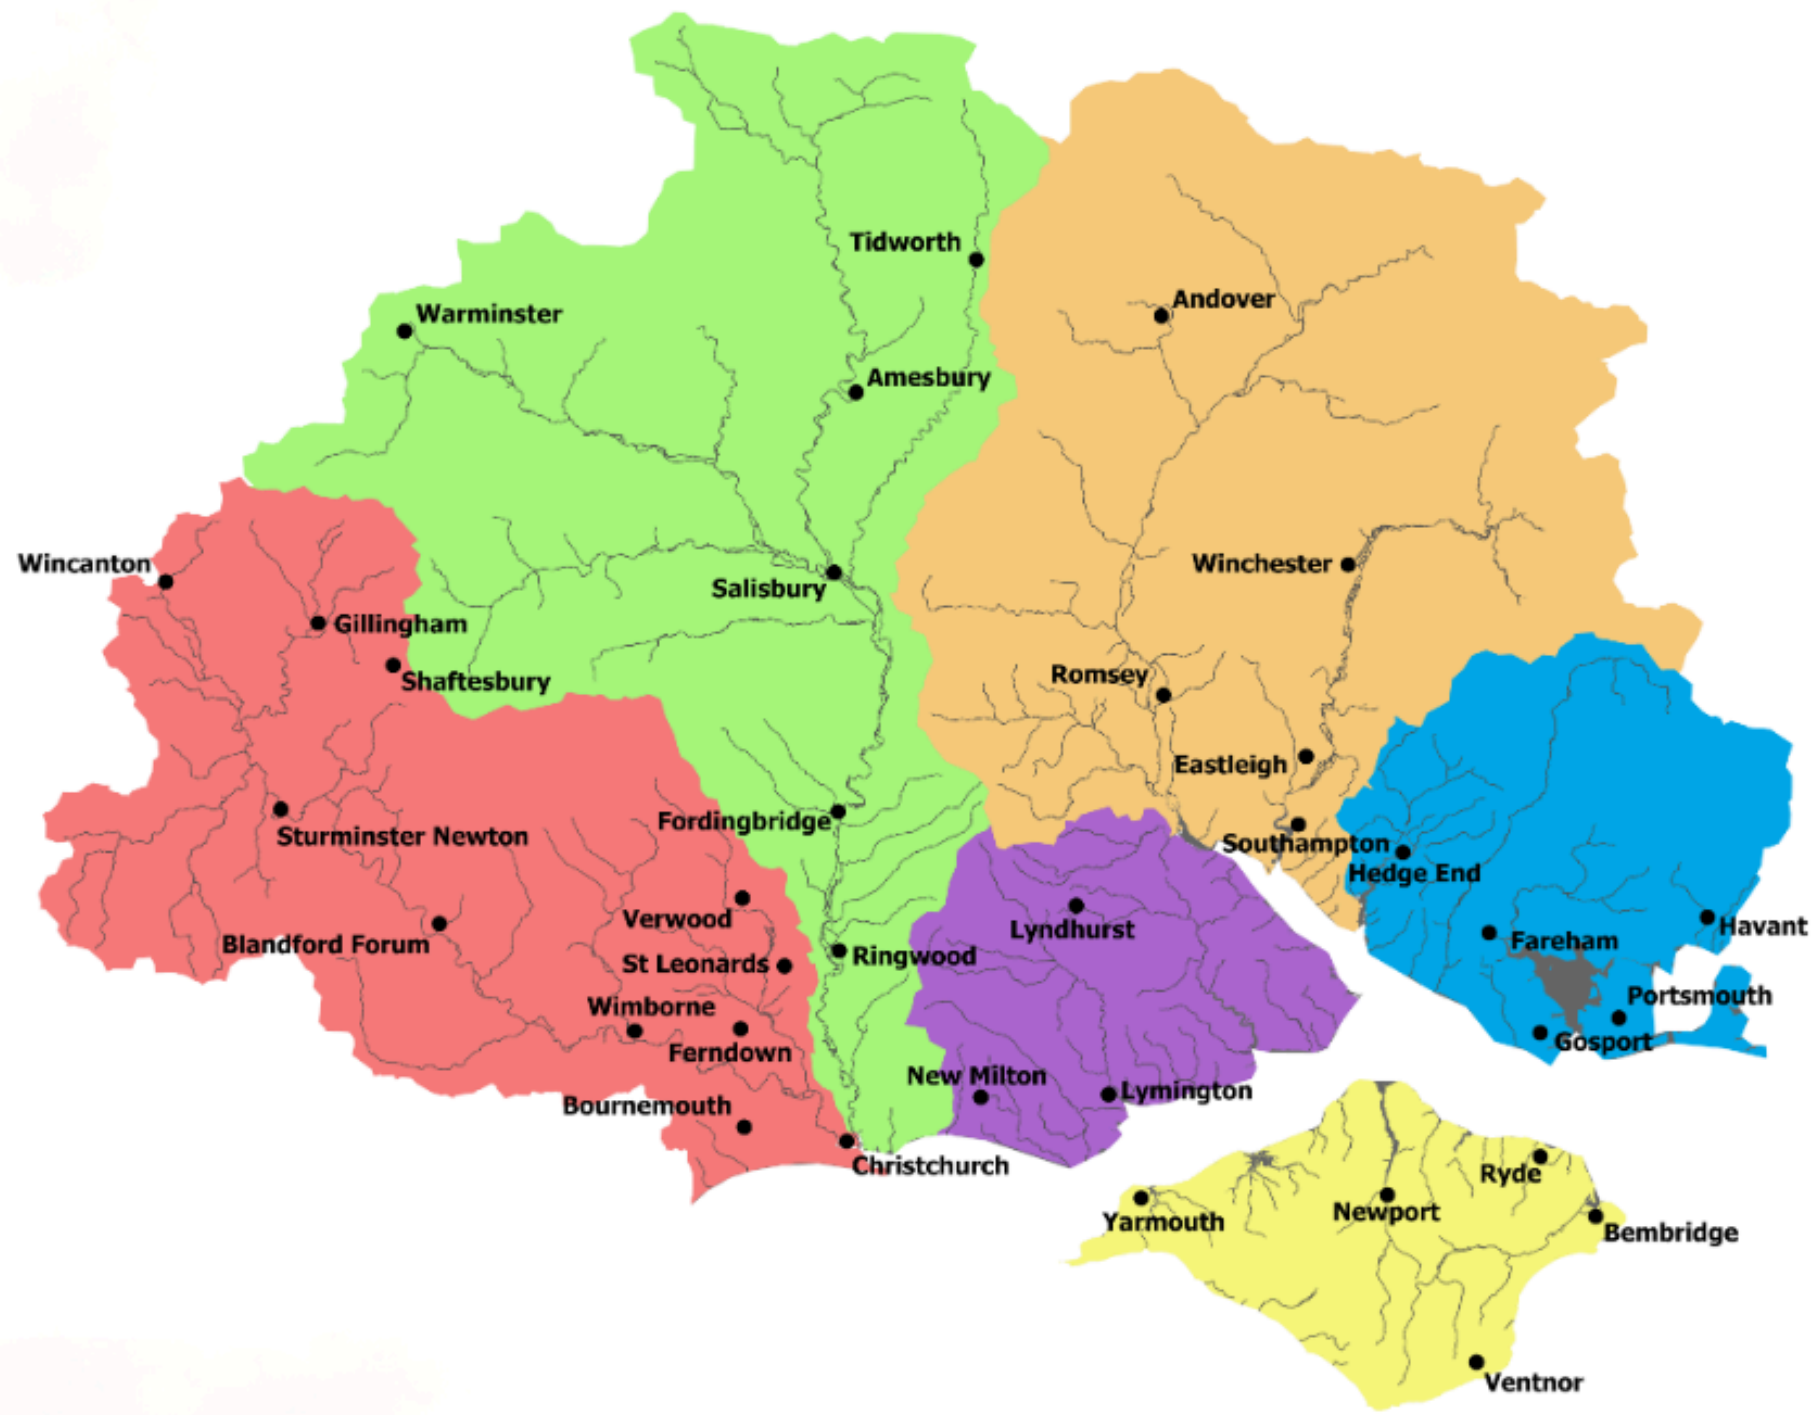 Tidworth
Andover
Warminster
Amesbury
Wincanton
Winchester
Salisbury
Gillingham
Romsey
Shaftesbury
Eastleigh
Fordingbridge
Sturminster Newton
Southampton
Hedge End
Verwood
Lyndhurst
Havant
Blandford Forum
Fareham
Ringwood
St Leonards
Portsmouth
Wimborne
Gosport
Ferndown
New Milton
Lymington
Bournemouth
Christchurch
Ryde
Newport
Yarmouth
Bembridge
Ventnor